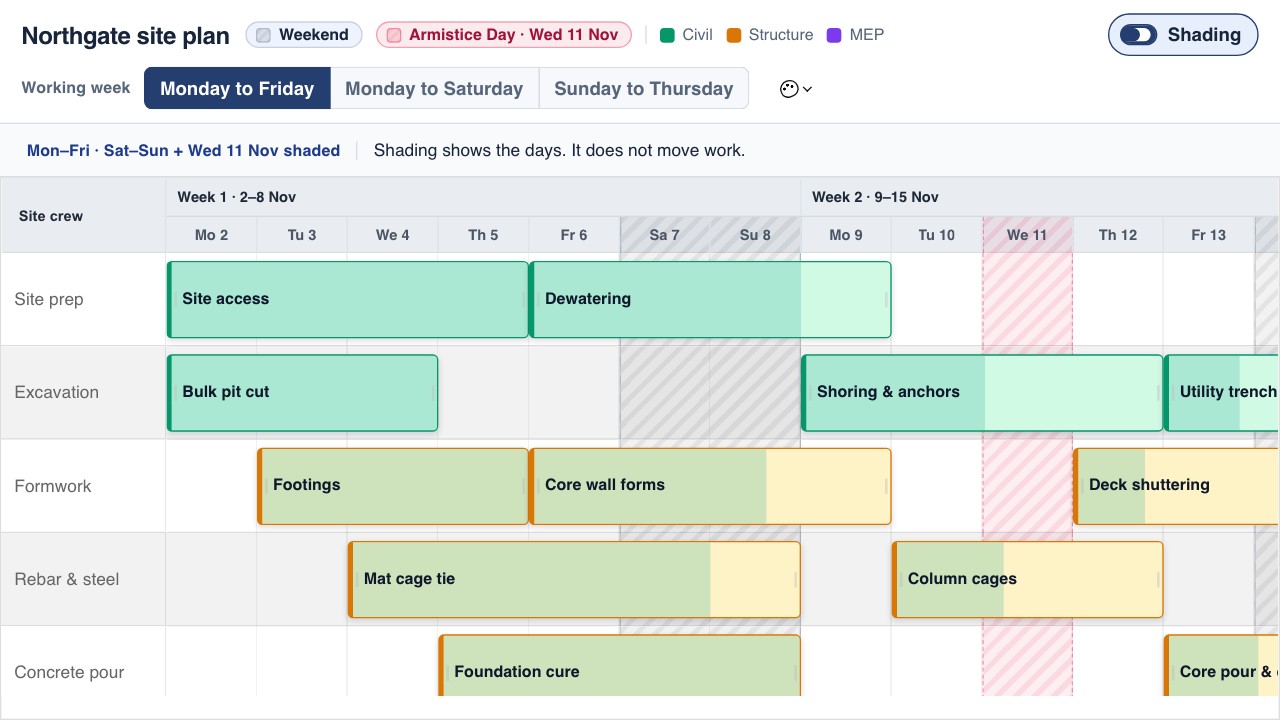 Northgate site plan
Weekend
Armistice Day · Wed 11 Nov
Civil
Structure
MEP
Shading
Working week
Monday to Friday
Monday to Saturday
Sunday to Thursday
Mon–Fri · Sat–Sun + Wed 11 Nov shaded
Shading shows the days. It does not move work.
Site crew
Week 1 · 2–8 Nov
Week 2 · 9–15 Nov
Mo 2
Tu 3
We 4
Th 5
Fr 6
Sa 7
Su 8
Mo 9
Tu 10
We 11
Th 12
Fr 13
Site prep
Site access
Dewatering
Excavation
Bulk pit cut
Shoring & anchors
Utility trench
Formwork
Footings
Core wall forms
Deck shuttering
Rebar & steel
Mat cage tie
Column cages
Concrete pour
Foundation cure
Core pour &